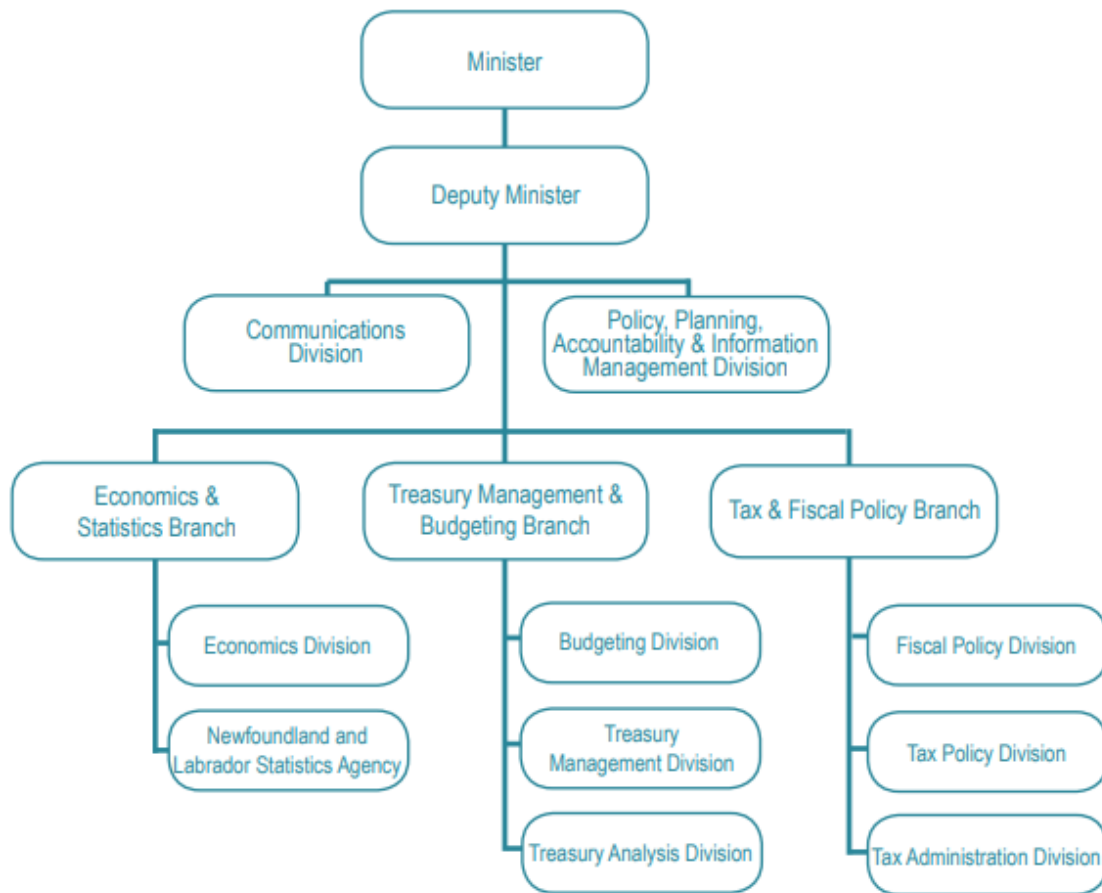 Minister
Deputy Minister
Communications
Division
Policy, Planning,
Accountability & Information
Management Division
Economics &
Statistics Branch
Treasury Management &
Budgeting Branch
Tax & Fiscal Policy Branch
Economics Division
Budgeting Division
Fiscal Policy Division
Newfoundland and
Labrador Statistics Agency
Treasury
Management Division
Tax Policy Division
Treasury Analysis Division
Tax Administration Division